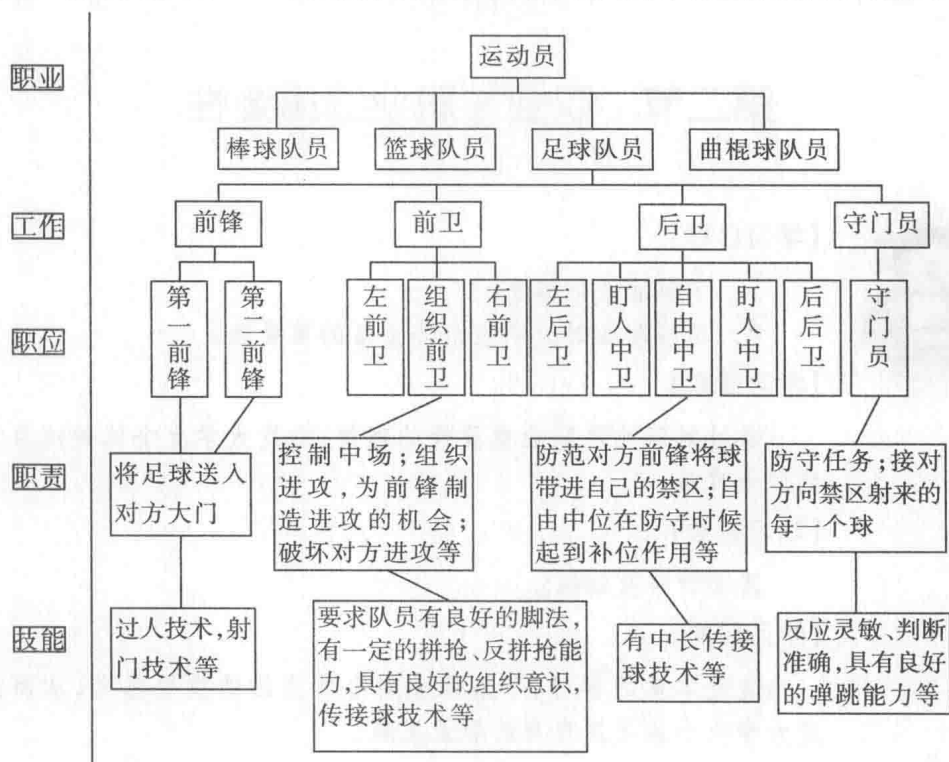 职业
运动员
棒球队员 篮球队员 足球队员 曲棍球队员
工作
前锋 前卫 后卫 守门员
职位
第一前锋 第二前锋 左前卫 组织前卫 右前卫 左后卫 盯人中卫 自由中卫 盯人中卫 后后卫 守门员
职责
将足球送入
对方大门
控制中场；组织
进攻，为前锋制
造进攻的机会；
破坏对方进攻等
防范对方前锋将球
带进自己的禁区；自
由中位在防守时候
起到补位作用等
防守任务；接对
方向禁区射来的
每一个球
技能
过人技术，射
门技术等
要求队员有良好的脚法，
有一定的拼抢、反拼抢能
力，具有良好的组织意识，
传接球技术等
有中长传接
球技术等
反应灵敏、判断
准确，具有良好
的弹跳能力等